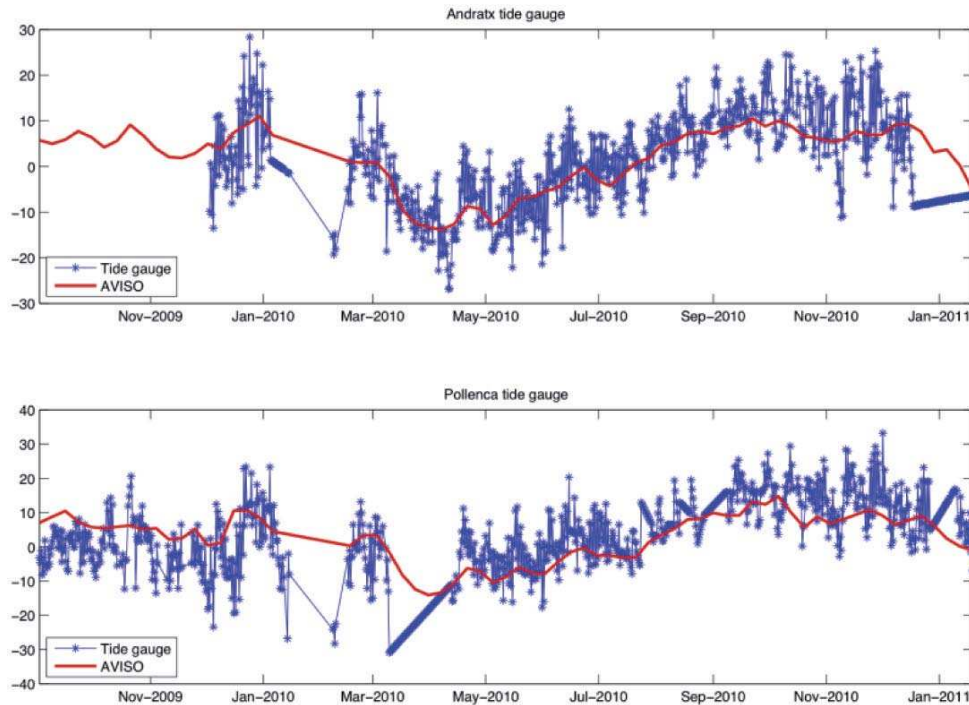 Andratx tide gauge
30
20
10
0
−10
−20
−30
Tide gauge
AVISO
Nov−2009 Jan−2010 Mar−2010 May−2010 Jul−2010 Sep−2010 Nov−2010 Jan−2011
Pollenca tide gauge
40
30
20
10
0
−10
−20
−30
−40
Tide gauge
AVISO
Nov−2009 Jan−2010 Mar−2010 May−2010 Jul−2010 Sep−2010 Nov−2010 Jan−2011